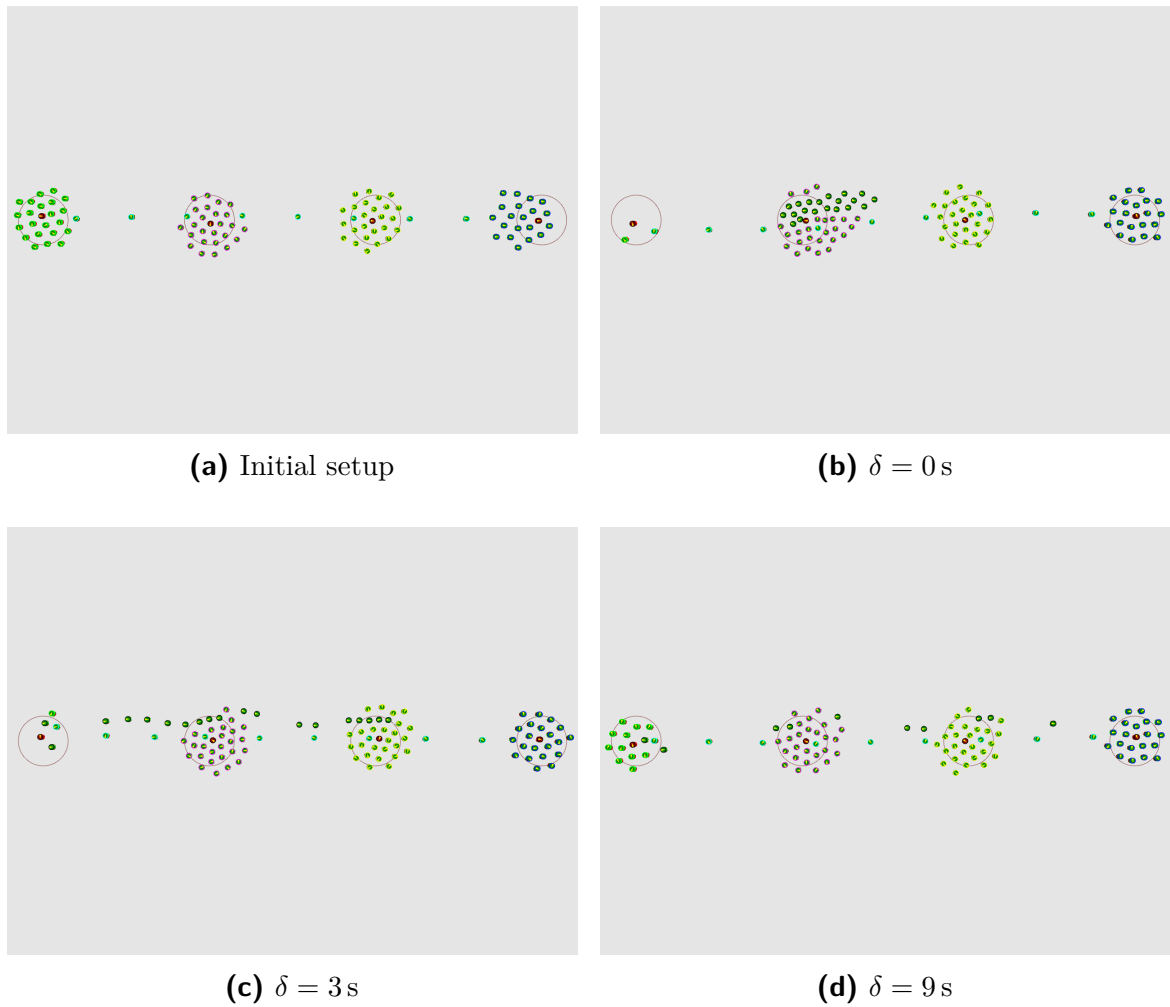 (a) Initial setup
(b) δ = 0 s
(c) δ = 3 s
(d) δ = 9 s